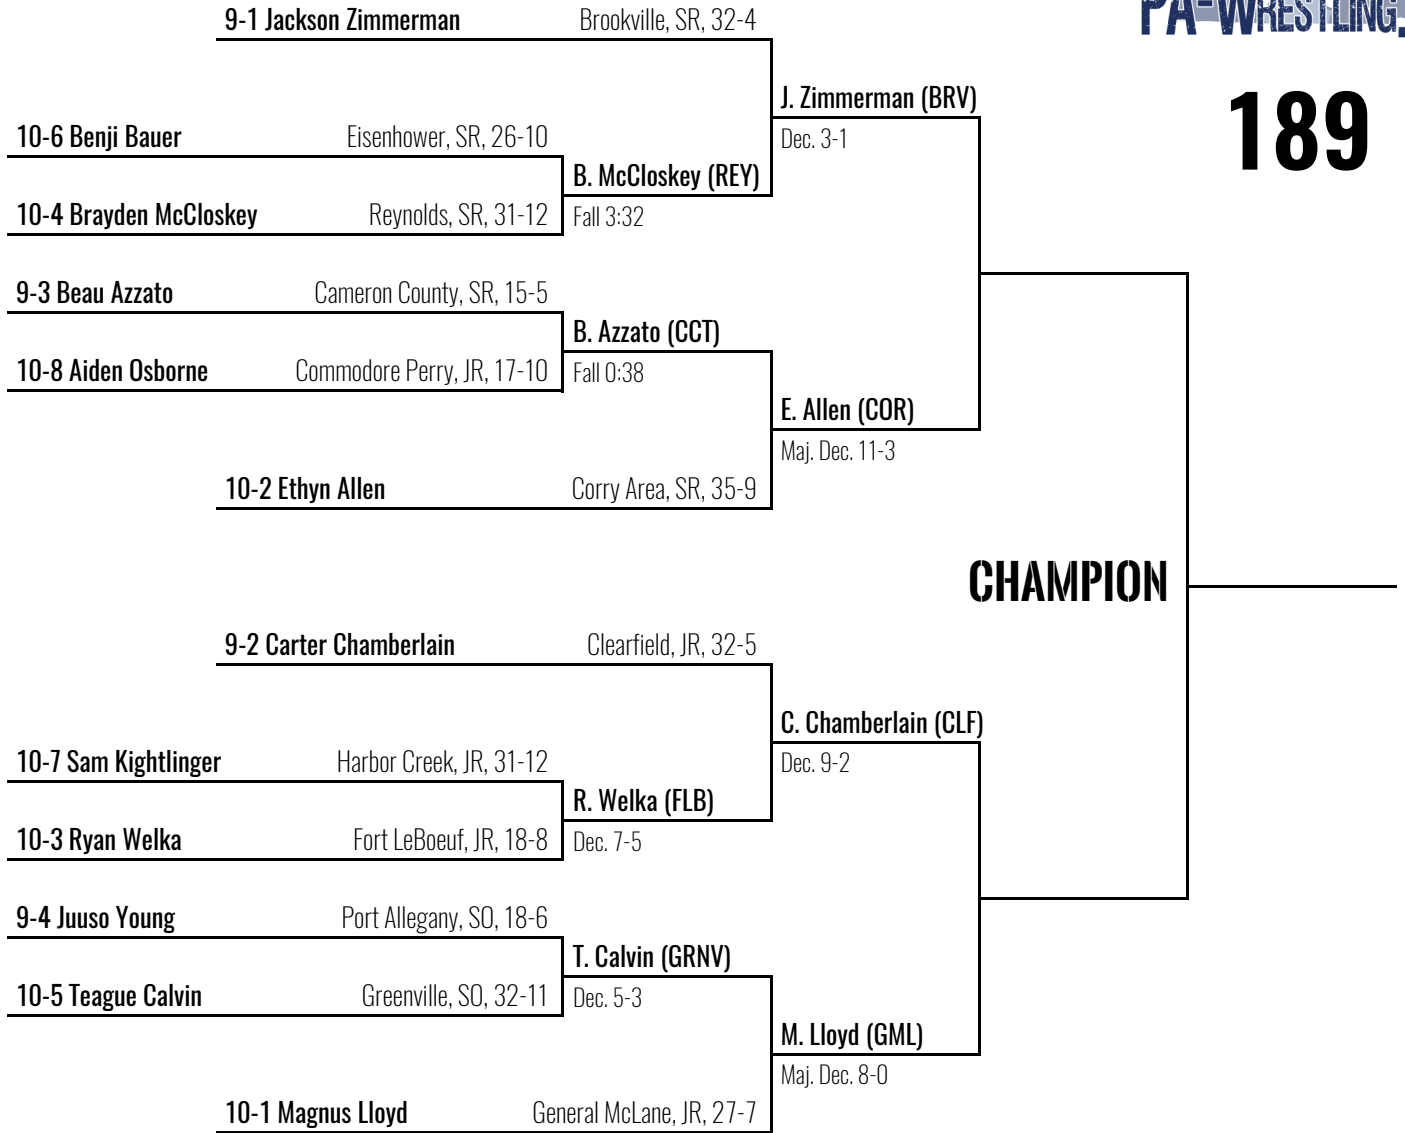 9-1 Jackson Zimmerman Brookville, SR, 32-4
PA-WRESTLING.
189
J. Zimmerman (BRV)
Dec. 3-1
10-6 Benji Bauer Eisenhower, SR, 26-10
B. McCloskey (REY)
Fall 3:32
10-4 Brayden McCloskey Reynolds, SR, 31-12
9-3 Beau Azzato Cameron County, SR, 15-5
B. Azzato (CCT)
Fall 0:38
10-8 Aiden Osborne Commodore Perry, JR, 17-10
E. Allen (COR)
Maj. Dec. 11-3
10-2 Ethyn Allen Corry Area, SR, 35-9
CHAMPION
9-2 Carter Chamberlain Clearfield, JR, 32-5
C. Chamberlain (CLF)
Dec. 9-2
10-7 Sam Kightlinger Harbor Creek, JR, 31-12
R. Welka (FLB)
Dec. 7-5
10-3 Ryan Welka Fort LeBoeuf, JR, 18-8
9-4 Juuso Young Port Allegany, SO, 18-6
T. Calvin (GRNV)
Dec. 5-3
10-5 Teague Calvin Greenville, SO, 32-11
M. Lloyd (GML)
Maj. Dec. 8-0
10-1 Magnus Lloyd General McLane, JR, 27-7